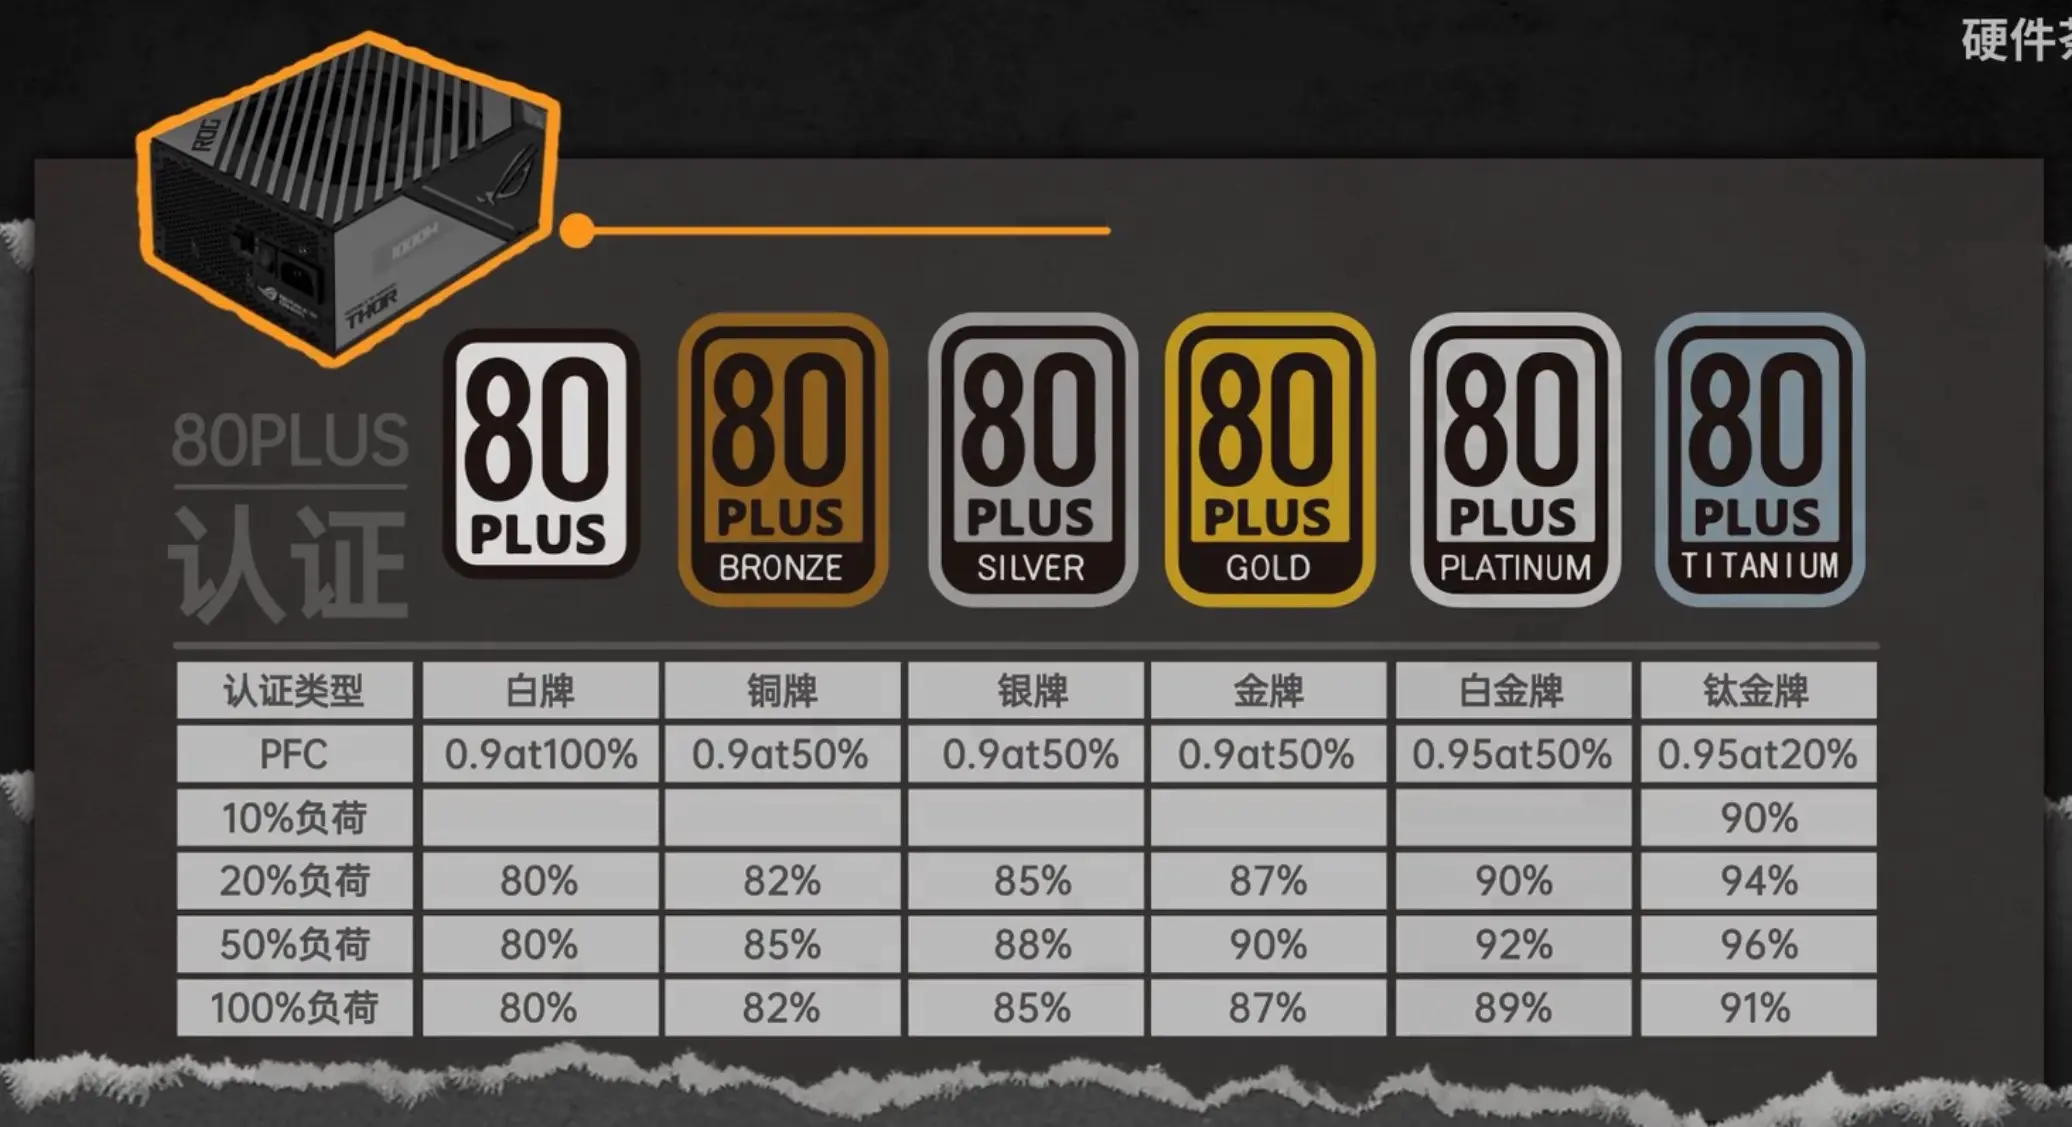 硬件
ROG
1000W
THOR
80PLUS
认证
80
PLUS
80
PLUS
BRONZE
80
PLUS
SILVER
80
PLUS
GOLD
80
PLUS
PLATINUM
80
PLUS
TITANIUM
认证类型 白牌 铜牌 银牌 金牌 白金牌 钛金牌
PFC 0.9at100% 0.9at50% 0.9at50% 0.9at50% 0.95at50% 0.95at20%
10%负荷 90%
20%负荷 80% 82% 85% 87% 90% 94%
50%负荷 80% 85% 88% 90% 92% 96%
100%负荷 80% 82% 85% 87% 89% 91%